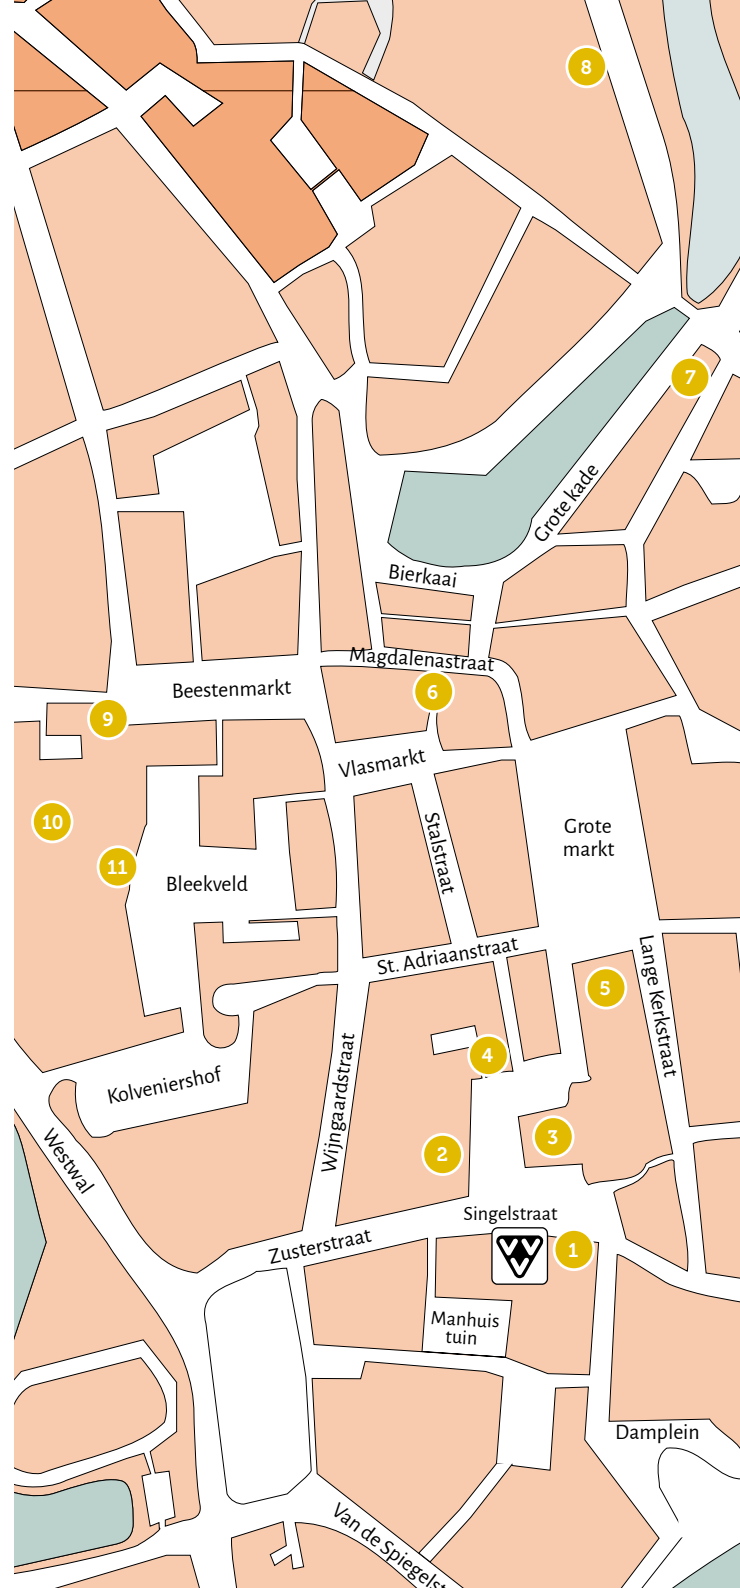 8
7
Grote kade
Bierkaai
Magdalenastraat
Beestenmarkt
6
9
Vlasmarkt
10
Stalstraat
Grote
markt
11
Bleekveld
St. Adriaanstraat
Lange Kerkstraat
5
4
Wijngaardstraat
Kolveniershof
3
2
Westwal
Singelstraat
Zusterstraat
1
Manhuis
tuin
Damplein
Van de Spiegelst